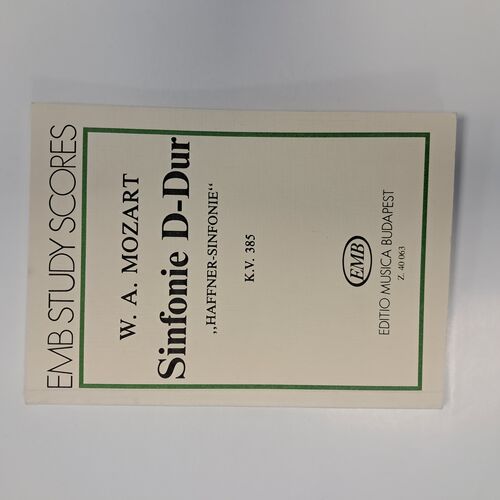 EMB STUDY SCORES
W. A. MOZART
Sinfonie D-Dur
„HAFFNER-SINFONIE“
K.V. 385
EMB
EDITIO MUSICA BUDAPEST
Z. 40 063